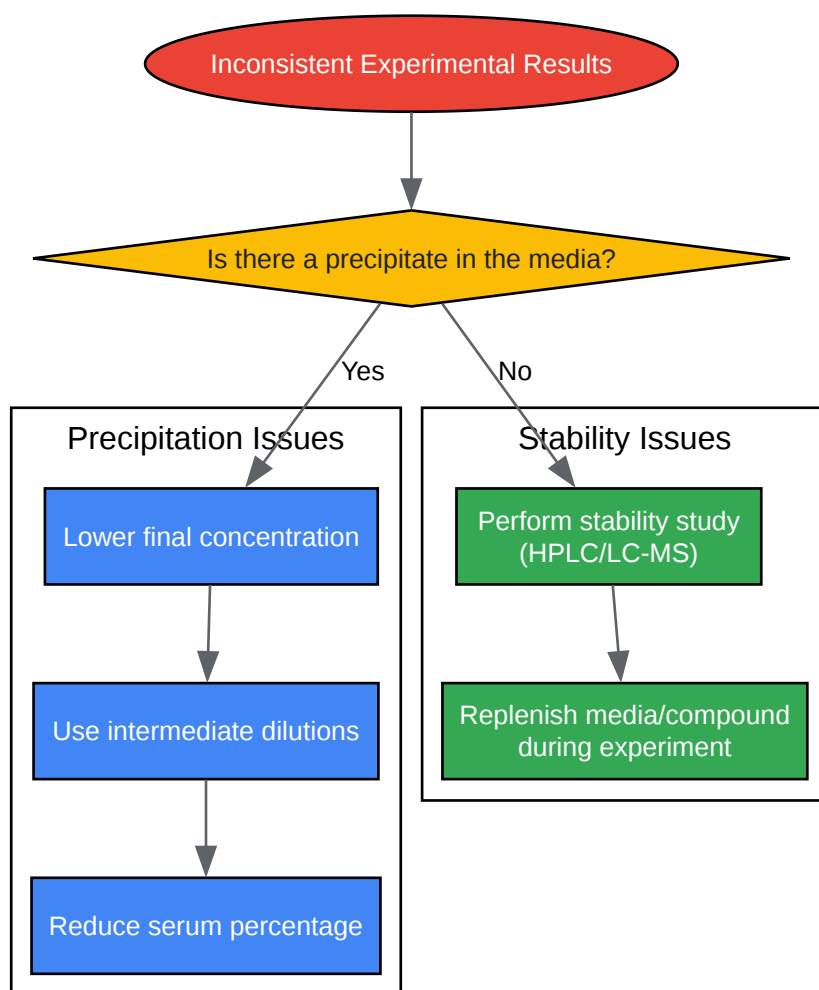 Inconsistent Experimental Results
Is there a precipitate in the media?
Yes
No
Precipitation Issues
Lower final concentration
Use intermediate dilutions
Reduce serum percentage
Stability Issues
Perform stability study
(HPLC/LC-MS)
Replenish media/compound
during experiment